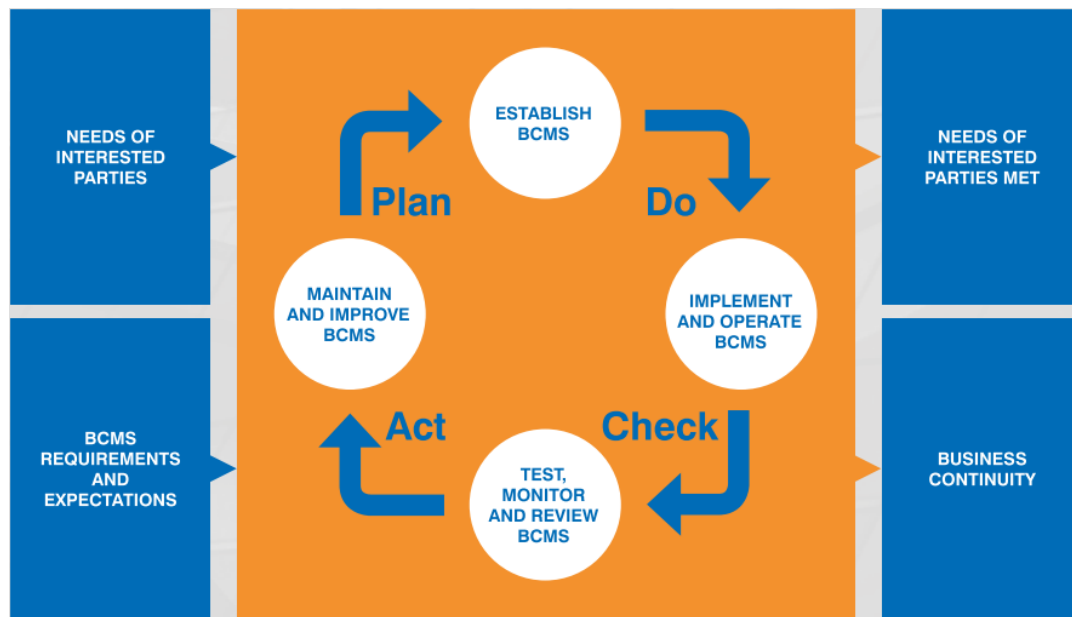 NEEDS OF
INTERESTED
PARTIES
BCMS
REQUIREMENTS
AND
EXPECTATIONS
ESTABLISH
BCMS
Plan
Do
MAINTAIN
AND IMPROVE
BCMS
IMPLEMENT
AND OPERATE
BCMS
Act
Check
TEST,
MONITOR
AND REVIEW
BCMS
NEEDS OF
INTERESTED
PARTIES MET
BUSINESS
CONTINUITY